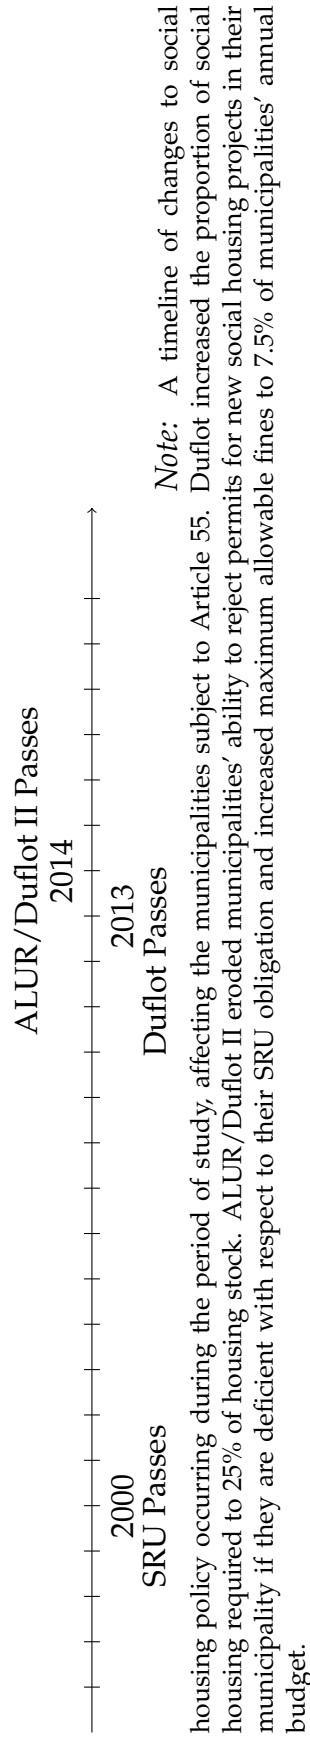 ALUR/Duflot II Passes
2014
2000
SRU Passes
2013
Duflot Passes
Note: A timeline of changes to social
housing policy occurring during the period of study, affecting the municipalities subject to Article 55. Duflot increased the proportion of social
housing required to 25% of housing stock. ALUR/Duflot II eroded municipalities' ability to reject permits for new social housing projects in their
municipality if they are deficient with respect to their SRU obligation and increased maximum allowable fines to 7.5% of municipalities' annual
budget.